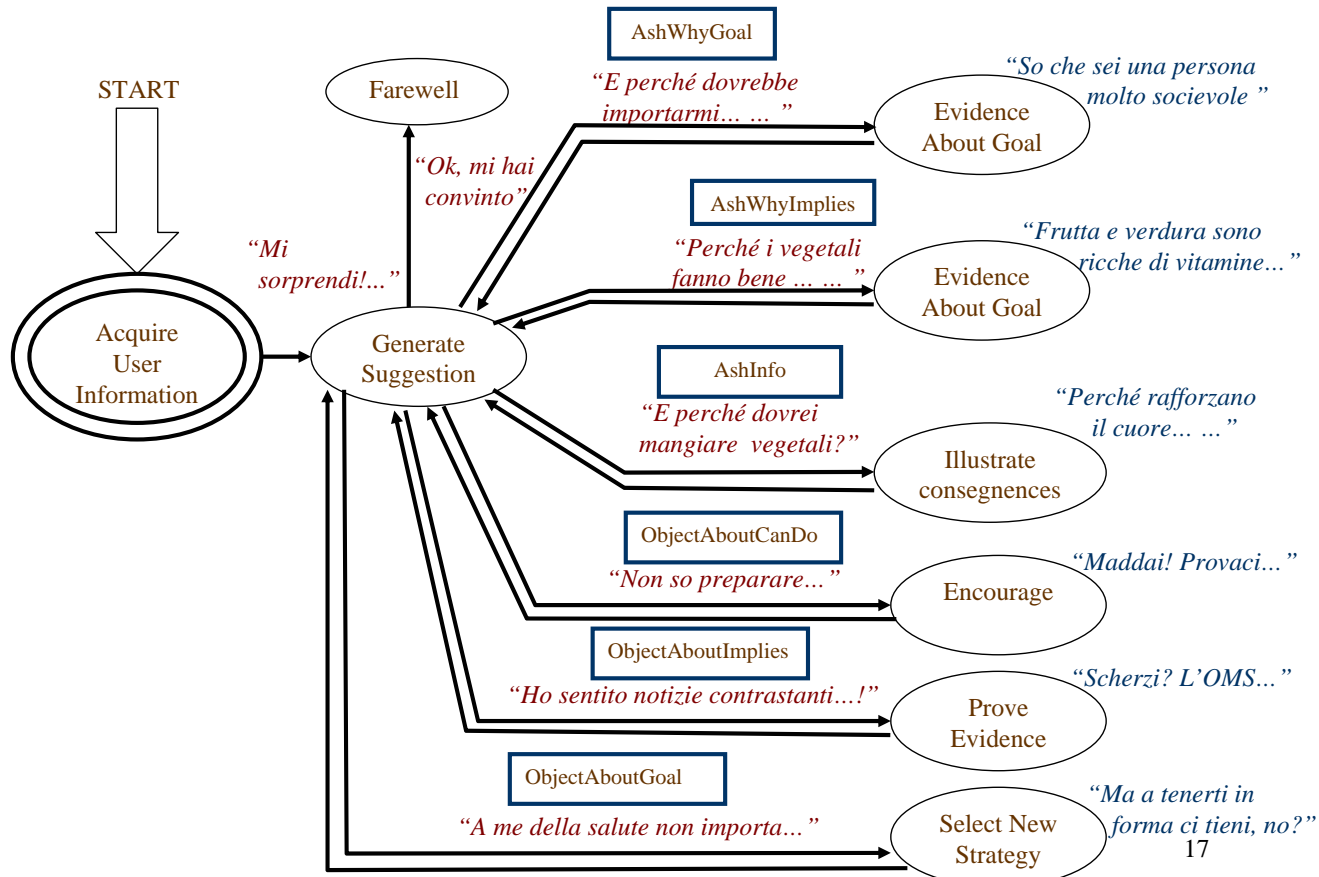 AshWhyGoal
“So che sei una persona
molto socievole ”
START
Farewell
“E perché dovrebbe
importarmi… … ”
Evidence
About Goal
“Ok, mi hai
convinto”
AshWhyImplies
“Mi
sorprendi!...”
“Perché i vegetali
fanno bene … …”
“Frutta e verdura sono
ricche di vitamine…”
Evidence
About Goal
Acquire
User
Information
Generate
Suggestion
AshInfo
“E perché dovrei
mangiare vegetali?”
“Perché rafforzano
il cuore… …”
Illustrate
consegnences
ObjectAboutCanDo
“Non so preparare…”
“Maddai! Provaci…”
Encourage
ObjectAboutImplies
“Ho sentito notizie contrastanti…!”
“Scherzi? L’OMS…”
Prove
Evidence
ObjectAboutGoal
“A me della salute non importa…”
“Ma a tenerti in
forma ci tieni, no?”
Select New
Strategy
17